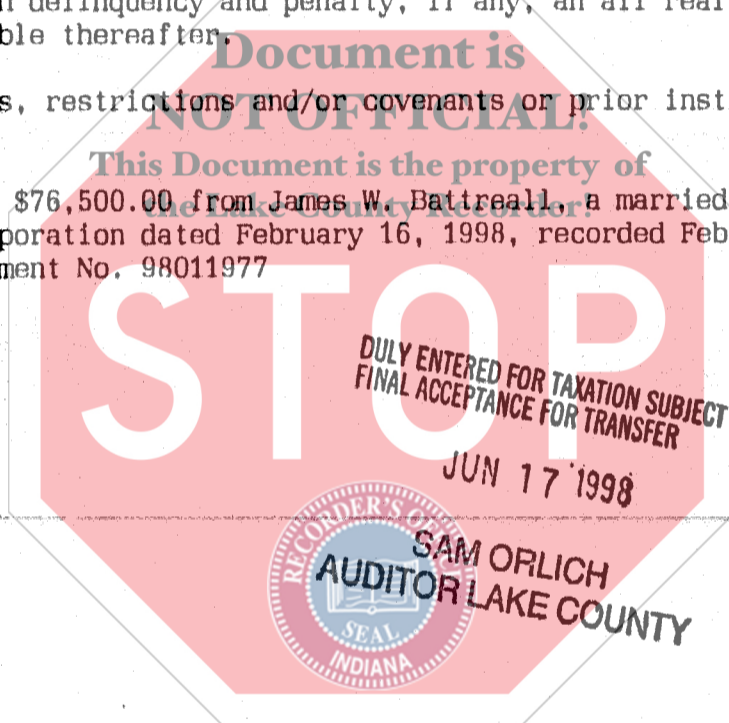 delinquency and penalty, if any, an all real
ble thereafter.
Document is
s, restrictions and/or covenants or prior inst
NOT OFFICIAL!
This Document is the property of
$76,500.00 from James W. Battreall, a married
the Lake County Recorder!
poration dated February 16, 1998, recorded Feb
ment No. 98011977
STOP
DULY ENTERED FOR TAXATION SUBJECT
FINAL ACCEPTANCE FOR TRANSFER
JUN 17 1998
SAM ORLICH
AUDITOR LAKE COUNTY
RECORDER'S
SEAL
INDIANA